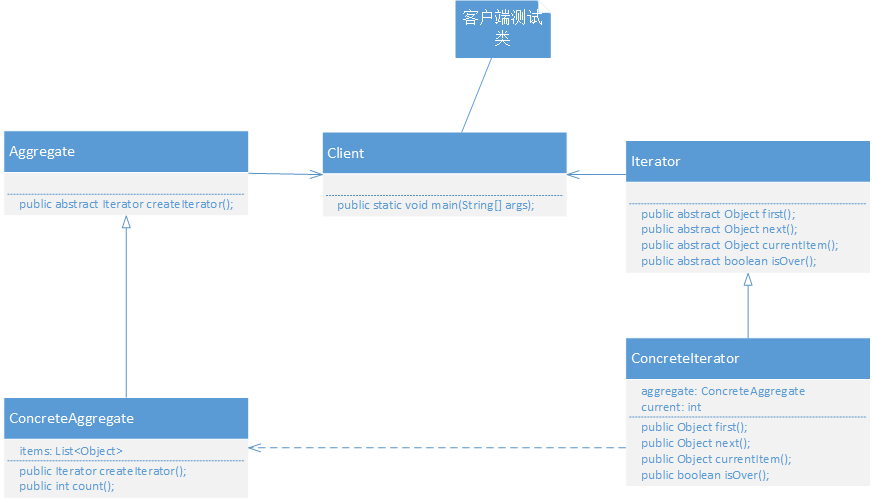 客户端测试
类
Aggregate
public abstract Iterator createIterator();
Client
public static void main(String[] args);
Iterator
public abstract Object first();
public abstract Object next();
public abstract Object currentItem();
public abstract boolean isOver();
ConcreteAggregate
items: List<Object>
public Iterator createIterator();
public int count();
ConcreteIterator
aggregate: ConcreteAggregate
current: int
public Object first();
public Object next();
public Object currentItem();
public boolean isOver();